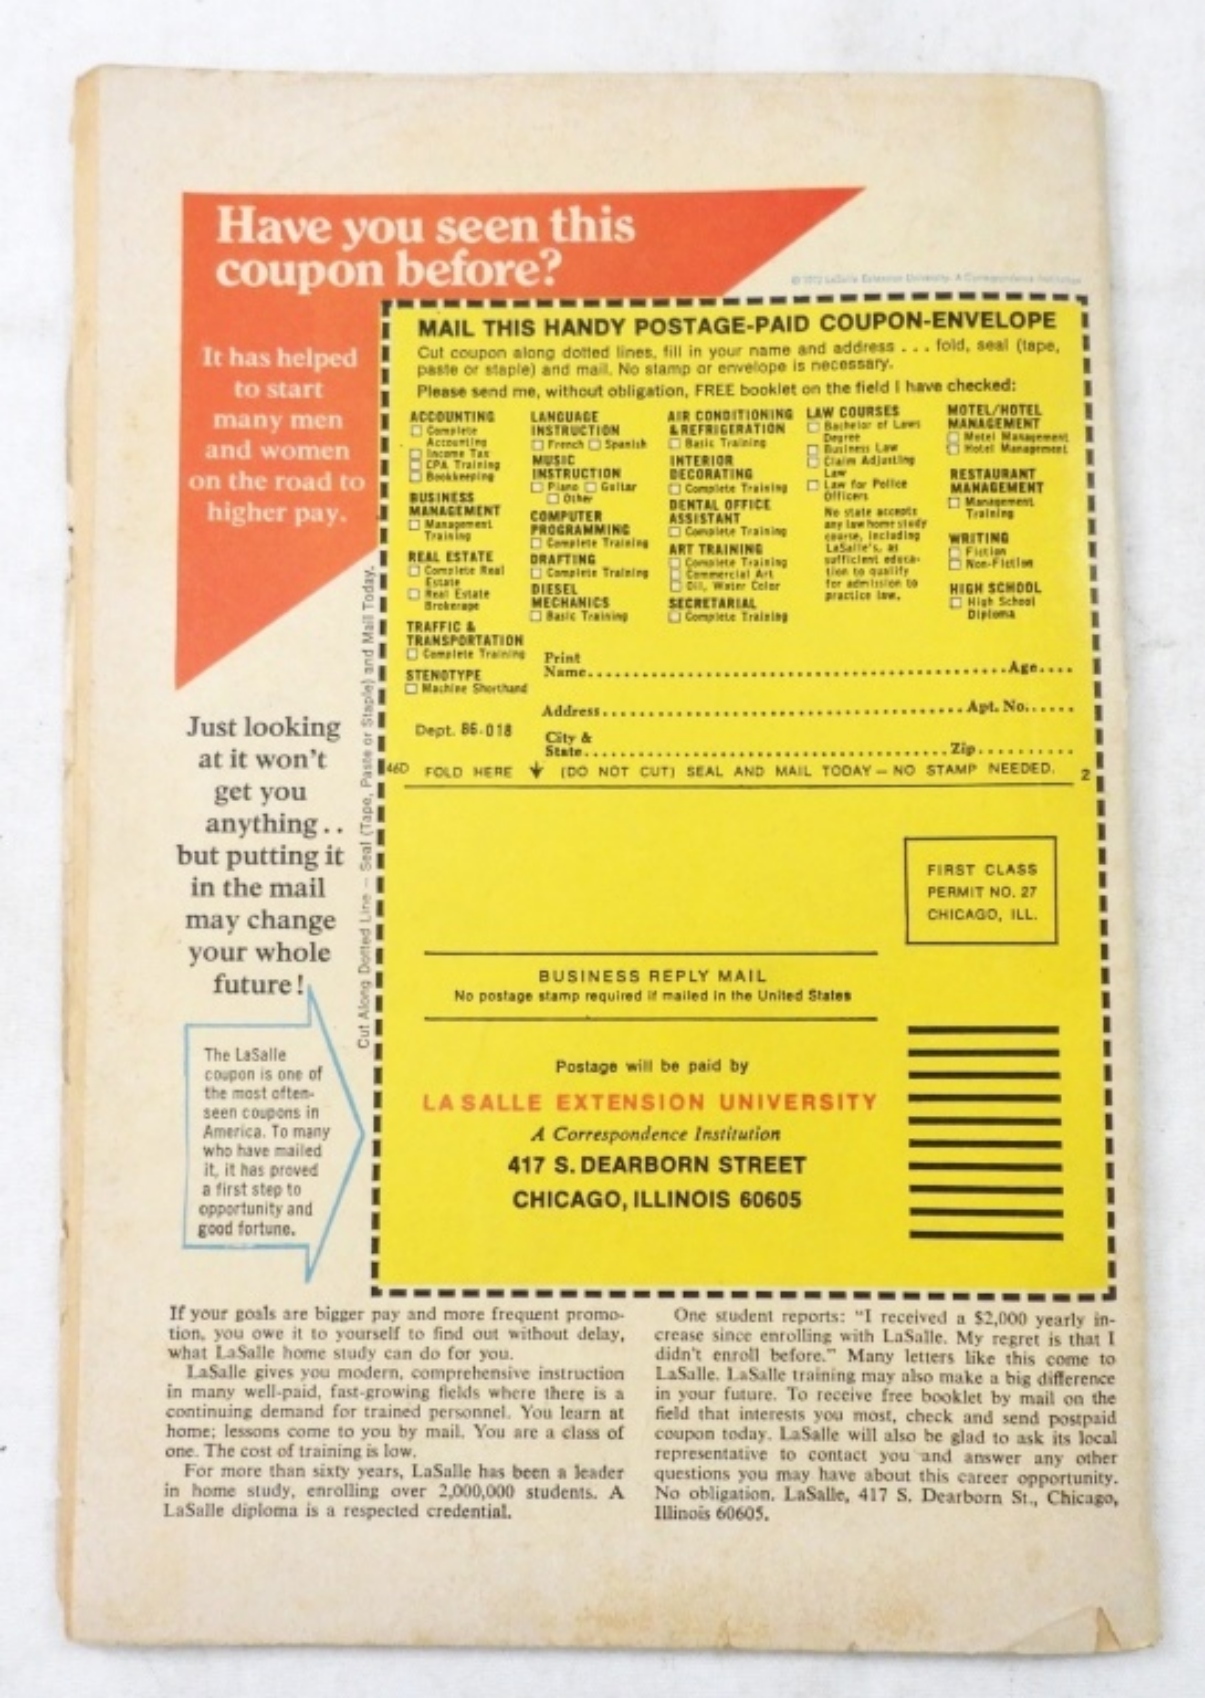 Have you seen this
coupon before?
© 1972 LaSalle Extension University. A Correspondence Institution
It has helped
to start
many men
and women
on the road to
higher pay.
MAIL THIS HANDY POSTAGE-PAID COUPON-ENVELOPE
Cut coupon along dotted lines, fill in your name and address . . . fold, seal (tape,
paste or staple) and mail. No stamp or envelope is necessary.
Please send me, without obligation, FREE booklet on the field I have checked:
ACCOUNTING
Complete
Accounting
Income Tax
CPA Training
Bookkeeping
BUSINESS
MANAGEMENT
Management
Training
REAL ESTATE
Complete Real
Estate
Real Estate
Brokerage
TRAFFIC &
TRANSPORTATION
Complete Training
STENOTYPE
Machine Shorthand
LANGUAGE
INSTRUCTION
French Spanish
MUSIC
INSTRUCTION
Piano Guitar
Other
COMPUTER
PROGRAMMING
Complete Training
DRAFTING
Complete Training
DIESEL
MECHANICS
Basic Training
AIR CONDITIONING
& REFRIGERATION
Basic Training
INTERIOR
DECORATING
Complete Training
DENTAL OFFICE
ASSISTANT
Complete Training
ART TRAINING
Complete Training
Commercial Art
Oil, Water Color
SECRETARIAL
Complete Training
LAW COURSES
Bachelor of Laws
Degree
Business Law
Claim Adjusting
Law
Law for Police
Officers
No state accepts
any law home study
course, including
LaSalle's, as
sufficient educa-
tion to qualify
for admission to
practice law.
MOTEL/HOTEL
MANAGEMENT
Motel Management
Hotel Management
RESTAURANT
MANAGEMENT
Management
Training
WRITING
Fiction
Non-Fiction
HIGH SCHOOL
High School
Diploma
Print
Name.......Age....
Address.......Apt. No......
Dept. 86-018
City &
State.......Zip.......
46D FOLD HERE ↓ (DO NOT CUT) SEAL AND MAIL TODAY — NO STAMP NEEDED. 2
Cut Along Dotted Line — Seal (Tape, Paste or Staple) and Mail Today.
Just looking
at it won't
get you
anything..
but putting it
in the mail
may change
your whole
future!
The LaSalle
coupon is one of
the most often-
seen coupons in
America. To many
who have mailed
it, it has proved
a first step to
opportunity and
good fortune.
FIRST CLASS
PERMIT NO. 27
CHICAGO, ILL.
BUSINESS REPLY MAIL
No postage stamp required if mailed in the United States
Postage will be paid by
LA SALLE EXTENSION UNIVERSITY
A Correspondence Institution
417 S. DEARBORN STREET
CHICAGO, ILLINOIS 60605
If your goals are bigger pay and more frequent promo-
tion, you owe it to yourself to find out without delay,
what LaSalle home study can do for you.
LaSalle gives you modern, comprehensive instruction
in many well-paid, fast-growing fields where there is a
continuing demand for trained personnel. You learn at
home; lessons come to you by mail. You are a class of
one. The cost of training is low.
For more than sixty years, LaSalle has been a leader
in home study, enrolling over 2,000,000 students. A
LaSalle diploma is a respected credential.
One student reports: "I received a $2,000 yearly in-
crease since enrolling with LaSalle. My regret is that I
didn't enroll before." Many letters like this come to
LaSalle. LaSalle training may also make a big difference
in your future. To receive free booklet by mail on the
field that interests you most, check and send postpaid
coupon today. LaSalle will also be glad to ask its local
representative to contact you and answer any other
questions you may have about this career opportunity.
No obligation. LaSalle, 417 S. Dearborn St., Chicago,
Illinois 60605.